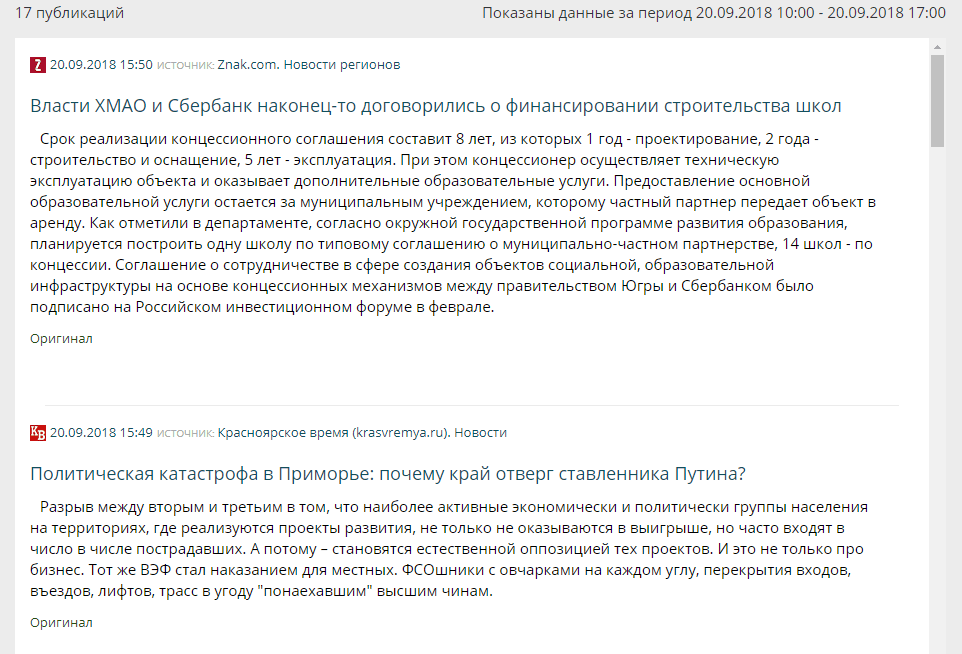 17 публикаций
Показаны данные за период 20.09.2018 10:00 - 20.09.2018 17:00
Z 20.09.2018 15:50 источник: Znak.com. Новости регионов
Власти ХМАО и Сбербанк наконец-то договорились о финансировании строительства школ
Срок реализации концессионного соглашения составит 8 лет, из которых 1 год - проектирование, 2 года -
строительство и оснащение, 5 лет - эксплуатация. При этом концессионер осуществляет техническую
эксплуатацию объекта и оказывает дополнительные образовательные услуги. Предоставление основной
образовательной услуги остается за муниципальным учреждением, которому частный партнер передает объект в
аренду. Как отметили в департаменте, согласно окружной государственной программе развития образования,
планируется построить одну школу по типовому соглашению о муниципально-частном партнерстве, 14 школ - по
концессии. Соглашение о сотрудничестве в сфере создания объектов социальной, образовательной
инфраструктуры на основе концессионных механизмов между правительством Югры и Сбербанком было
подписано на Российском инвестиционном форуме в феврале.
Оригинал
КВ 20.09.2018 15:49 источник: Красноярское время (krasvremya.ru). Новости
Политическая катастрофа в Приморье: почему край отверг ставленника Путина?
Разрыв между вторым и третьим в том, что наиболее активные экономически и политически группы населения
на территориях, где реализуются проекты развития, не только не оказываются в выигрыше, но часто входят в
число в числе пострадавших. А потому – становятся естественной оппозицией тех проектов. И это не только про
бизнес. Тот же ВЭФ стал наказанием для местных. ФСОшники с овчарками на каждом углу, перекрытия входов,
въездов, лифтов, трасс в угоду "понаехавшим" высшим чинам.
Оригинал